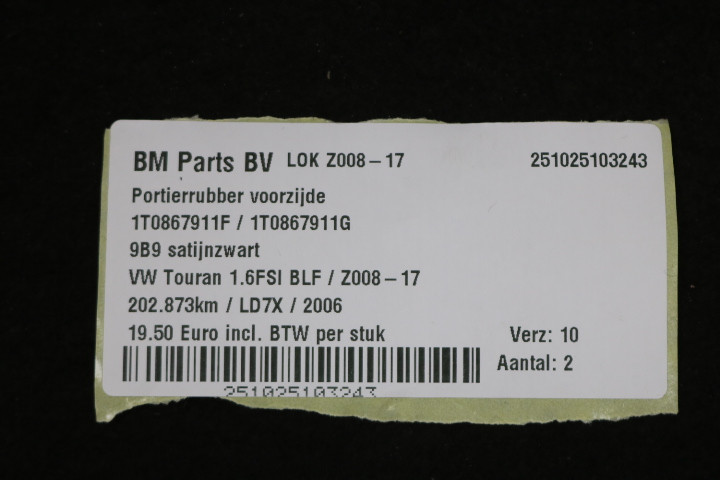 BM Parts BV LOK Z008-17 251025103243
Portierrubber voorzijde
1T0867911F / 1T0867911G
9B9 satijnzwart
VW Touran 1.6FSI BLF / Z008-17
202.873km / LD7X / 2006
19.50 Euro incl. BTW per stuk Verz: 10
Aantal: 2
251025103243